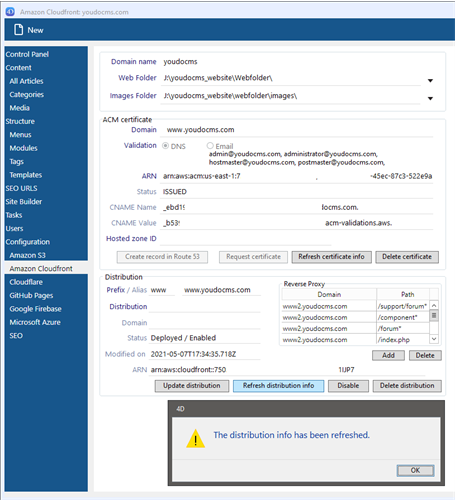 Amazon Cloudfront: youdocms.com
New
Control Panel
Content
All Articles
Categories
Media
Structure
Menus
Modules
Tags
Templates
SEO URLS
Site Builder
Tasks
Users
Configuration
Amazon S3
Amazon Cloudfront
Cloudflare
GitHub Pages
Google Firebase
Microsoft Azure
SEO
Domain name youdocms.com
Web Folder J:\youdocms_website\Webfolder\
Images Folder J:\youdocms_website\webfolder\images\
ACM certificate
Domain www.youdocms.com
Validation DNS Email
admin@youdocms.com, administrator@youdocms.com,
hostmaster@youdocms.com, postmaster@youdocms.com,
ARN arn:aws:acm:us-east-1:7 -45ec-87c3-522e9a
Status ISSUED
CNAME Name _ebd19 locms.com.
CNAME Value _b539 acm-validations.aws.
Hosted zone ID
Create record in Route 53 Request certificate Refresh certificate info Delete certificate
Distribution
Prefix / Alias www www.youdocms.com
Distribution
Domain
Status Deployed / Enabled
Modified on 2021-05-07T17:34:35.718Z
ARN arn:aws:cloudfront::750 1UP7
Reverse Proxy
Domain Path
www2.youdocms.com /support/forum*
www2.youdocms.com /component*
www2.youdocms.com /forum*
www2.youdocms.com /index.php
Add Delete
Update distribution Refresh distribution info Disable Delete distribution
4D
The distribution info has been refreshed.
OK